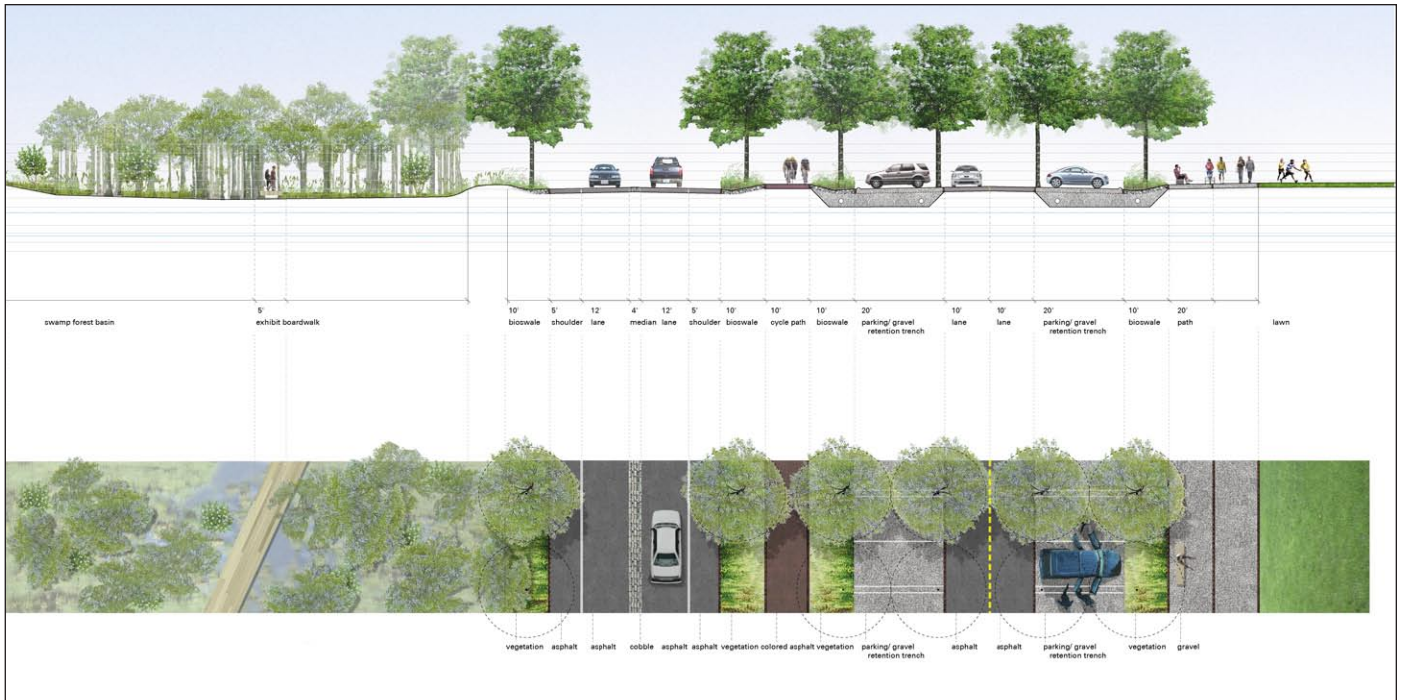 5' 10' 5' 12' 4' 12' 5' 10' 10' 10' 20' 10' 10' 20' 10' 20'
swamp forest basin exhibit boardwalk bioswale shoulder lane median lane shoulder bioswale cycle path bioswale parking/ gravel lane lane parking/ gravel bioswale path lawn
retention trench retention trench
vegetation asphalt asphalt cobble asphalt asphalt vegetation colored asphalt vegetation parking/ gravel asphalt asphalt parking/ gravel vegetation gravel
retention trench retention trench